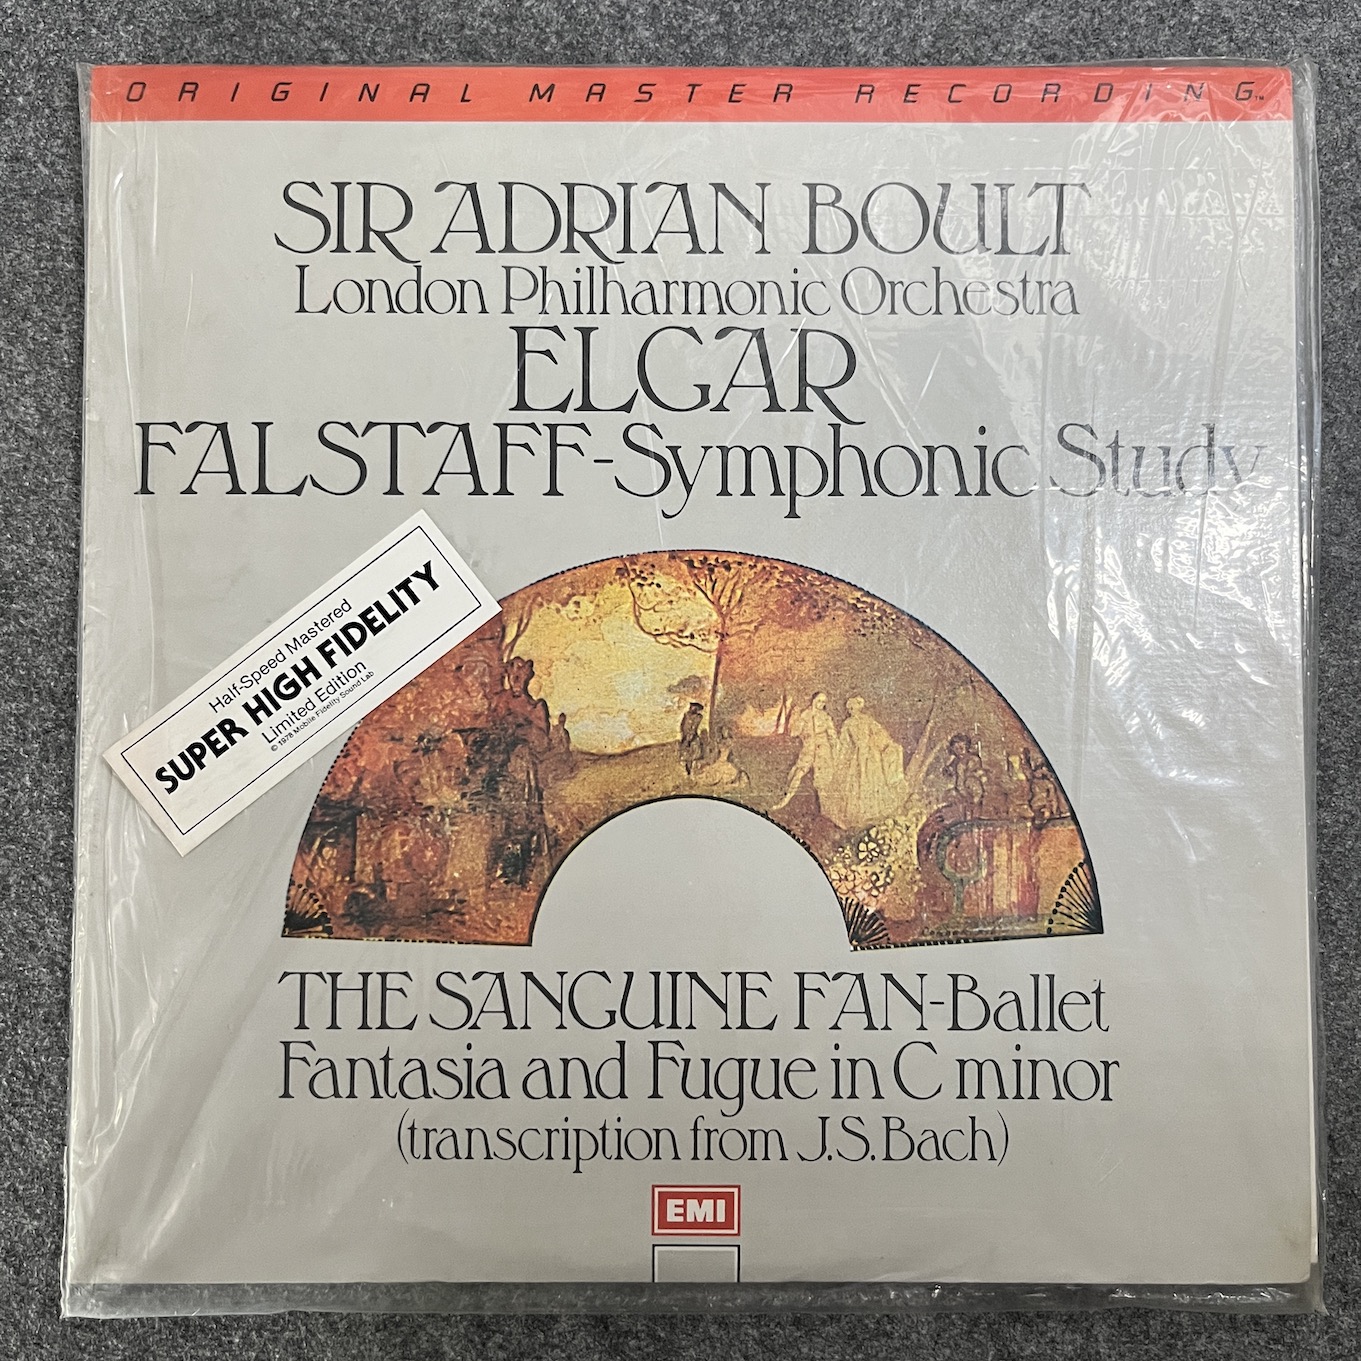 ORIGINAL MASTER RECORDING™
SIR ADRIAN BOULT
London Philharmonic Orchestra
ELGAR
FALSTAFF-Symphonic Study
Half-Speed Mastered
SUPER HIGH FIDELITY
Limited Edition
© 1978 Mobile Fidelity Sound Lab
THE SANGUINE FAN-Ballet
Fantasia and Fugue in C minor
(transcription from J.S. Bach)
EMI